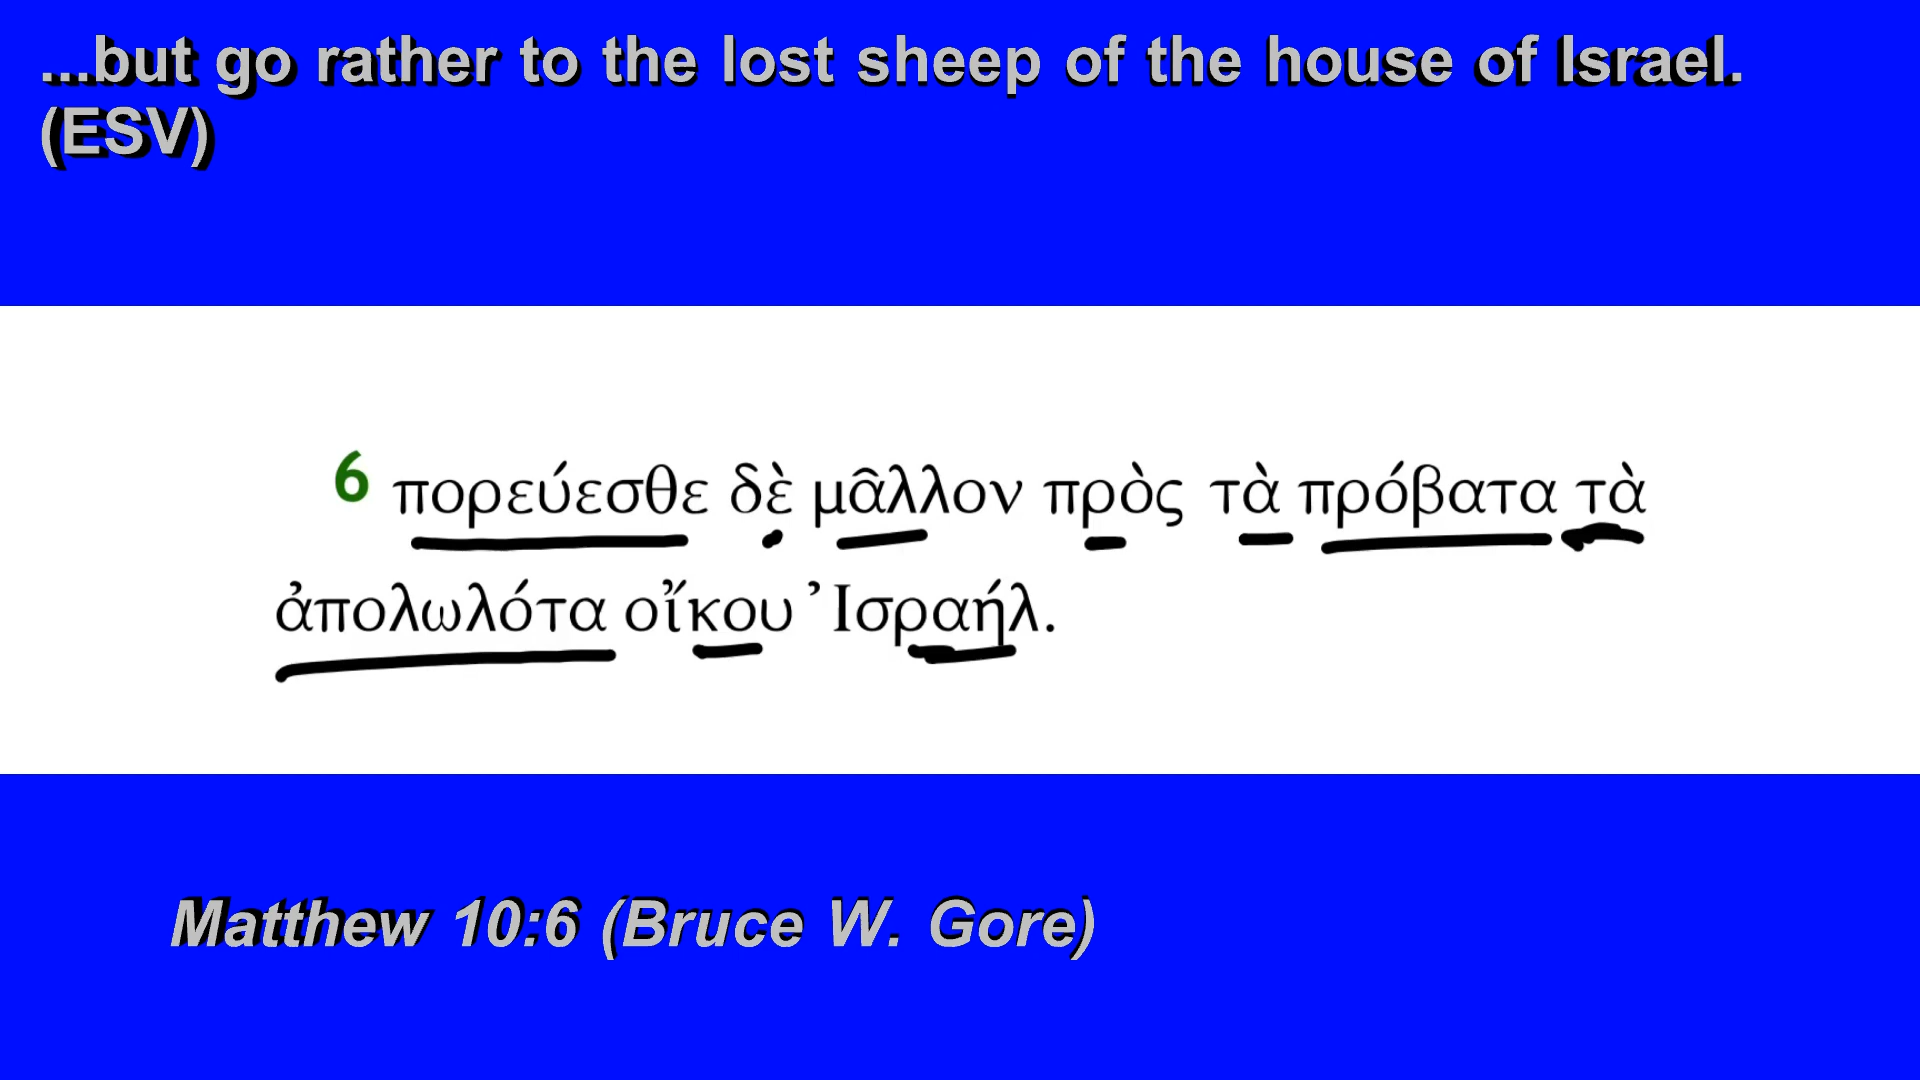 ...but go rather to the lost sheep of the house of Israel.
(ESV)
6 πορεύεσθε δὲ μᾶλλον πρὸς τὰ πρόβατα τὰ
ἀπολωλότα οἴκου ᾿Ισραήλ.
Matthew 10:6 (Bruce W. Gore)